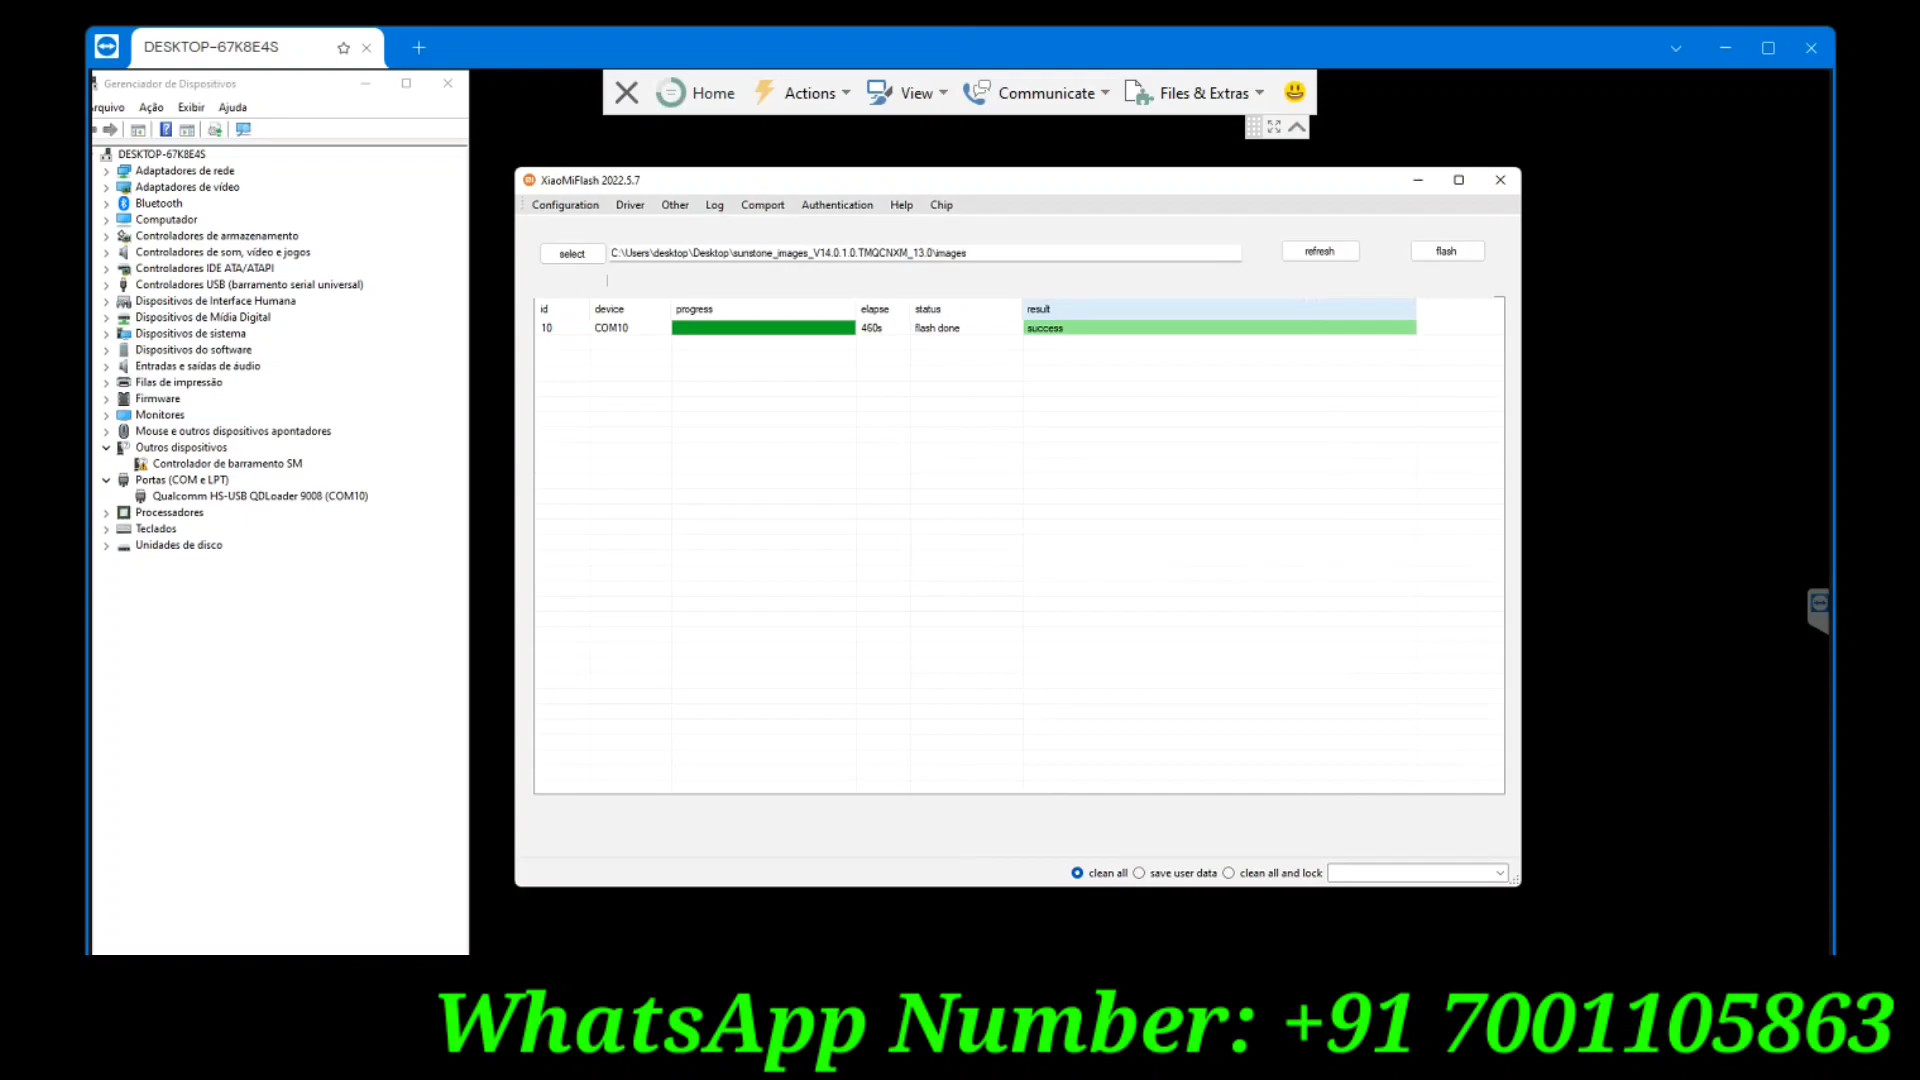 DESKTOP-67K8E4S
Gerenciador de Dispositivos
rquivo Ação Exibir Ajuda
DESKTOP-67K8E4S
Adaptadores de rede
Adaptadores de vídeo
Bluetooth
Computador
Controladores de armazenamento
Controladores de som, vídeo e jogos
Controladores IDE ATA/ATAPI
Controladores USB (barramento serial universal)
Dispositivos de Interface Humana
Dispositivos de Mídia Digital
Dispositivos de sistema
Dispositivos do software
Entradas e saídas de áudio
Filas de impressão
Firmware
Monitores
Mouse e outros dispositivos apontadores
Outros dispositivos
Controlador de barramento SM
Portas (COM e LPT)
Qualcomm HS-USB QDLoader 9008 (COM10)
Processadores
Teclados
Unidades de disco
Home Actions View Communicate Files & Extras
XiaoMiFlash 2022.5.7
Configuration Driver Other Log Comport Authentication Help Chip
select C:\Users\desktop\Desktop\sunstone_images_V14.0.1.0.TMQCNXM_13.0\images refresh flash
id device progress elapse status result
10 COM10 460s flash done success
clean all save user data clean all and lock
WhatsApp Number: +91 7001105863